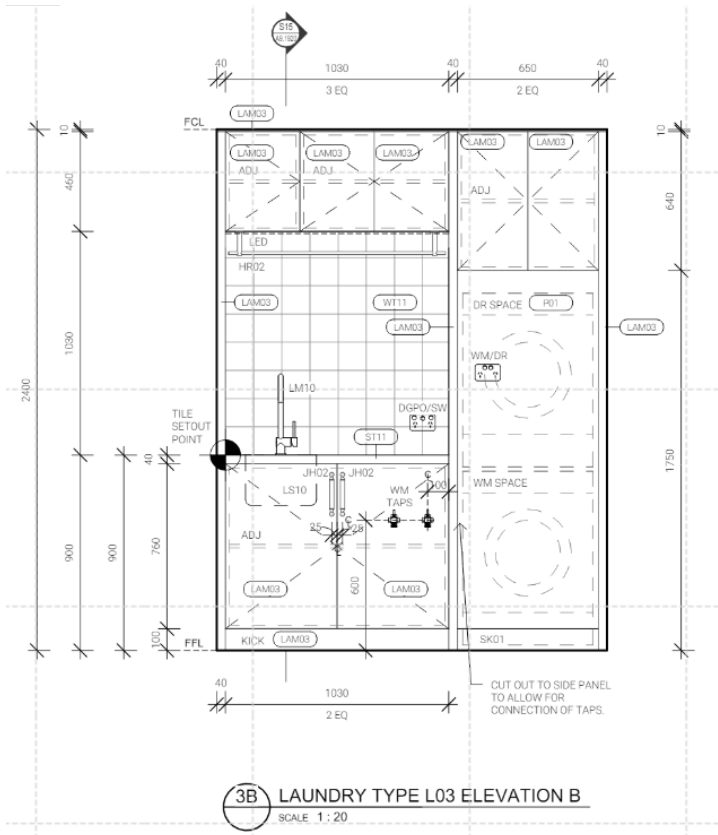 S15
40
1030
40
650
40
3 EQ
2 EQ
LAM03
FCL
10
10
LAM03
LAM03
LAM03
LAM03
LAM03
ADJ
ADJ
ADJ
460
640
LED
HR02
LAM03
WT11
DR SPACE
P01
LAM03
LAM03
1030
2400
WM/DR
LM10
TILE
SETOUT
POINT
DGPO/SW
ST11
40
JH02
JH02
LS10
WM
TAPS
100
WM SPACE
1750
25
25
900
900
760
ADJ
600
LAM03
LAM03
100
FFL
KICK
LAM03
SK01
40
1030
2 EQ
CUT OUT TO SIDE PANEL
TO ALLOW FOR
CONNECTION OF TAPS.
3B
LAUNDRY TYPE L03 ELEVATION B
SCALE 1 : 20